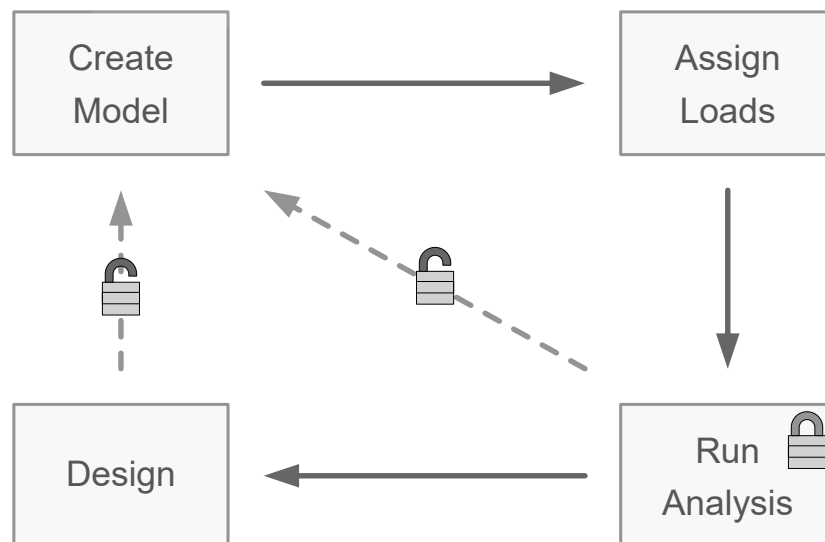 Create
Model
Assign
Loads
Design
Run
Analysis